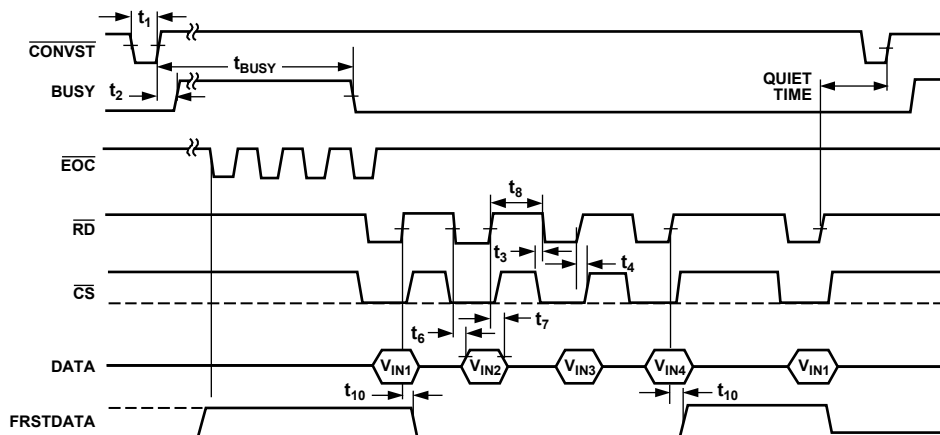 t1
CONVST
tBUSY
t2
BUSY
QUIET
TIME
EOC
t8
RD
t3
t4
CS
t6
t7
DATA
VIN1
VIN2
VIN3
VIN4
VIN1
t10
t10
FRSTDATA